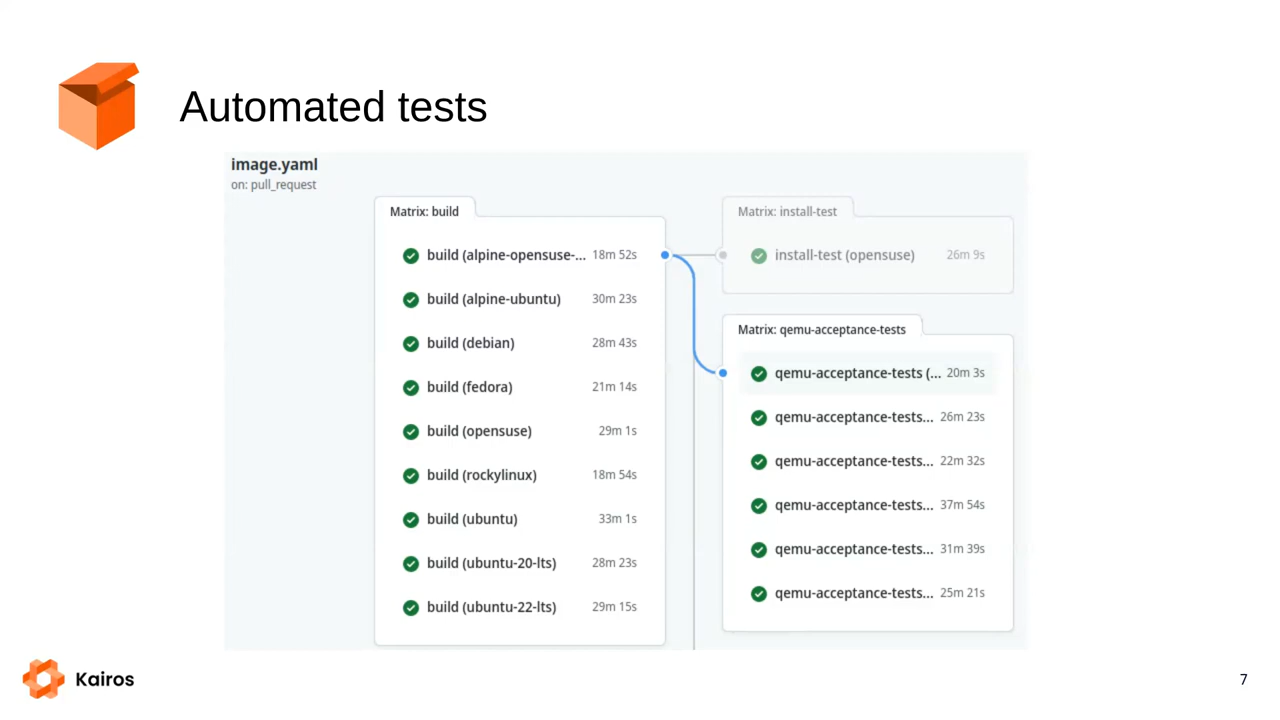 Automated tests
image.yaml
on: pull_request
Matrix: build
build (alpine-opensuse-... 18m 52s
build (alpine-ubuntu) 30m 23s
build (debian) 28m 43s
build (fedora) 21m 14s
build (opensuse) 29m 1s
build (rockylinux) 18m 54s
build (ubuntu) 33m 1s
build (ubuntu-20-lts) 28m 23s
build (ubuntu-22-lts) 29m 15s
Matrix: install-test
install-test (opensuse) 26m 9s
Matrix: qemu-acceptance-tests
qemu-acceptance-tests (... 20m 3s
qemu-acceptance-tests... 26m 23s
qemu-acceptance-tests... 22m 32s
qemu-acceptance-tests... 37m 54s
qemu-acceptance-tests... 31m 39s
qemu-acceptance-tests... 25m 21s
Kairos
7